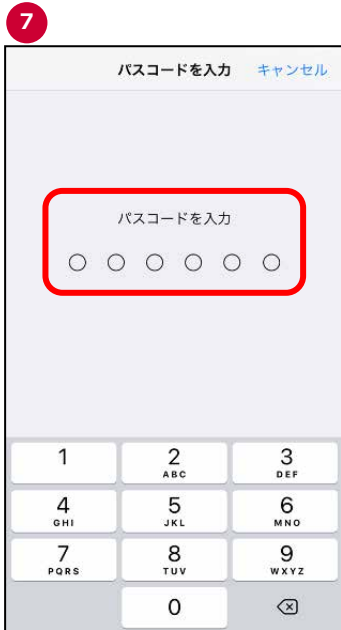 7
パスコードを入力 キャンセル
パスコードを入力
1 2 3
ABC DEF
4 5 6
GHI JKL MNO
7 8 9
PQRS TUV WXYZ
0